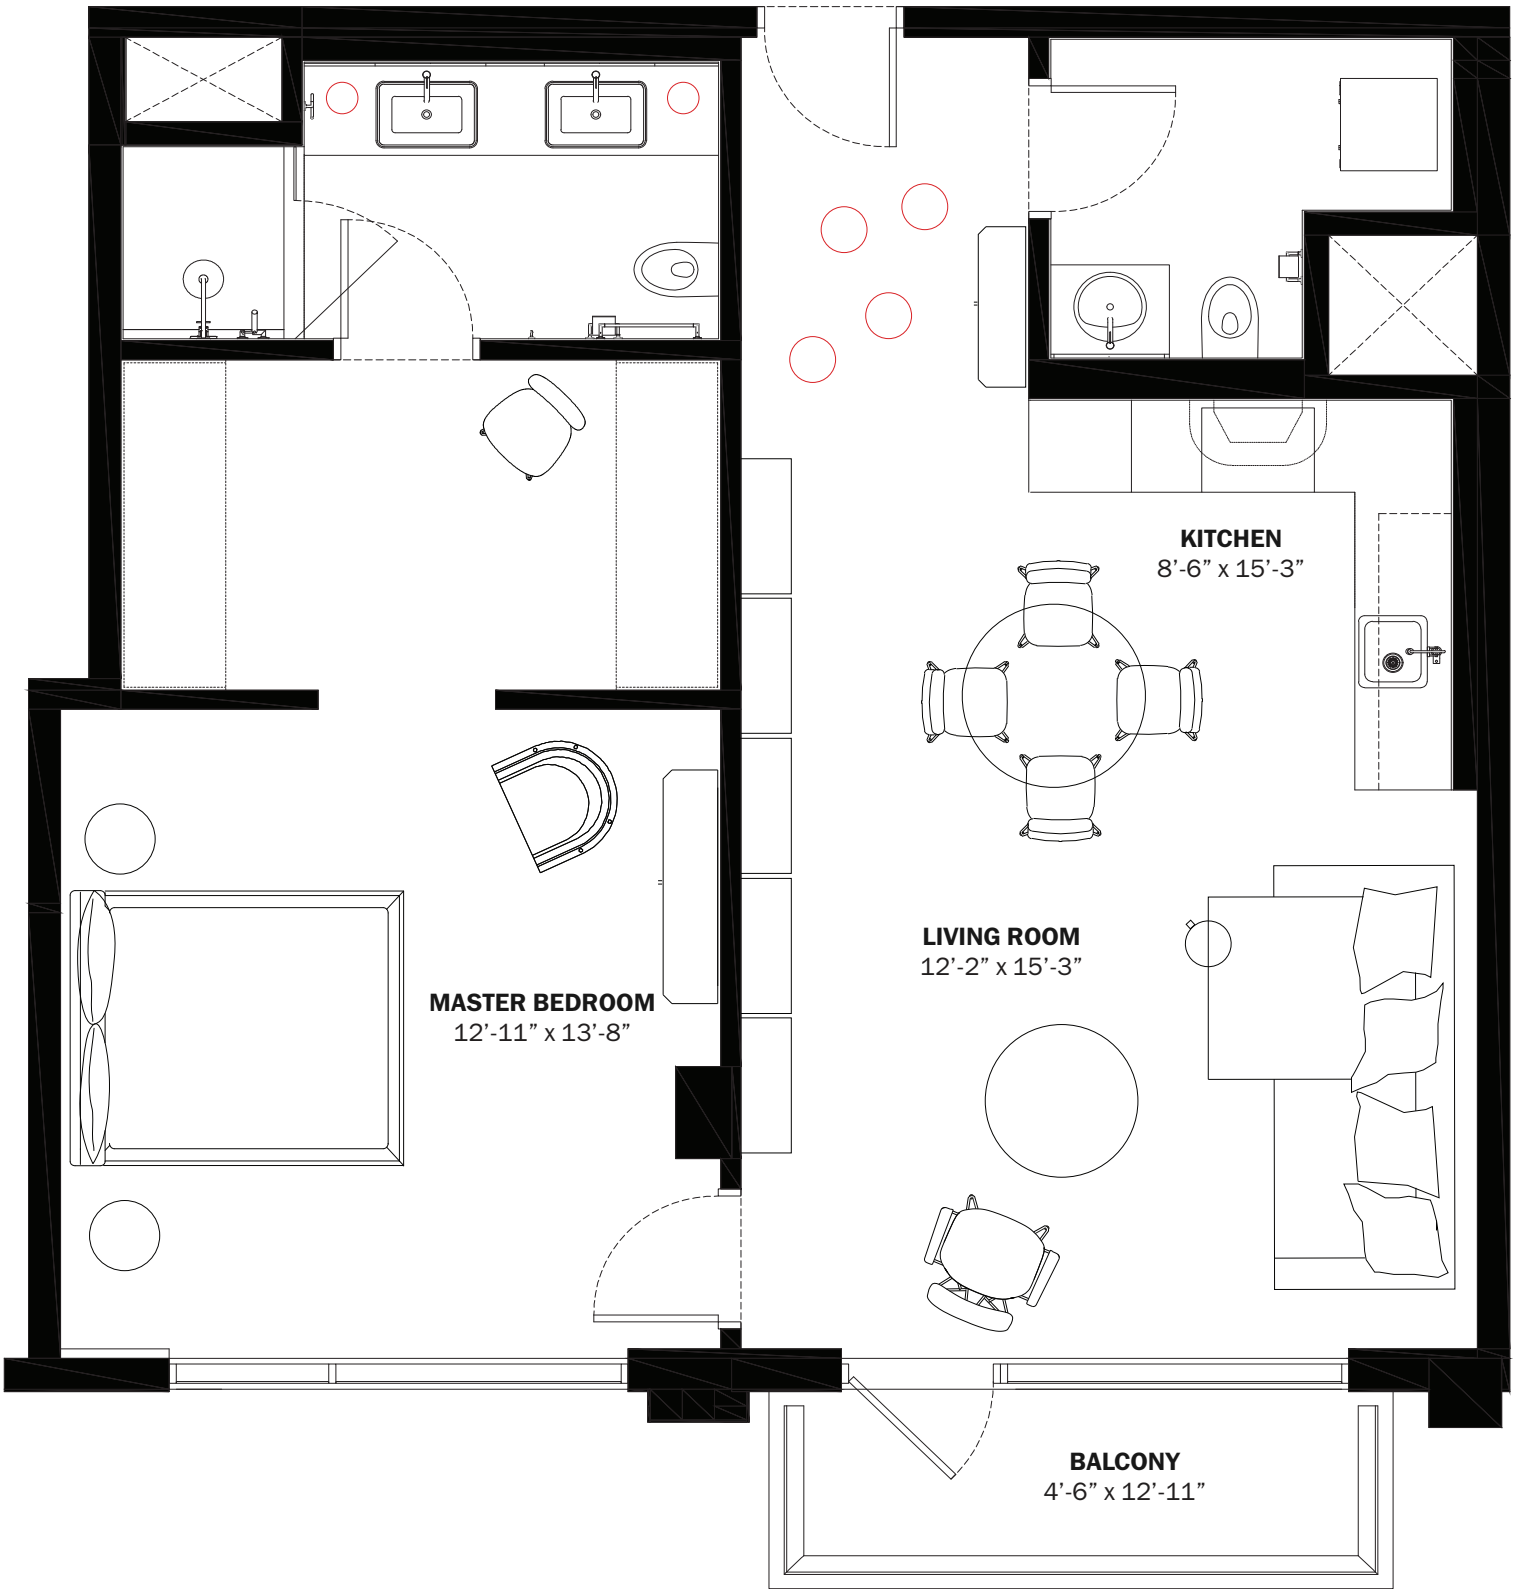 KITCHEN
8’-6” x 15’-3”
LIVING ROOM
12’-2” x 15’-3”
MASTER BEDROOM
12’-11” x 13’-8”
BALCONY
4’-6” x 12’-11”